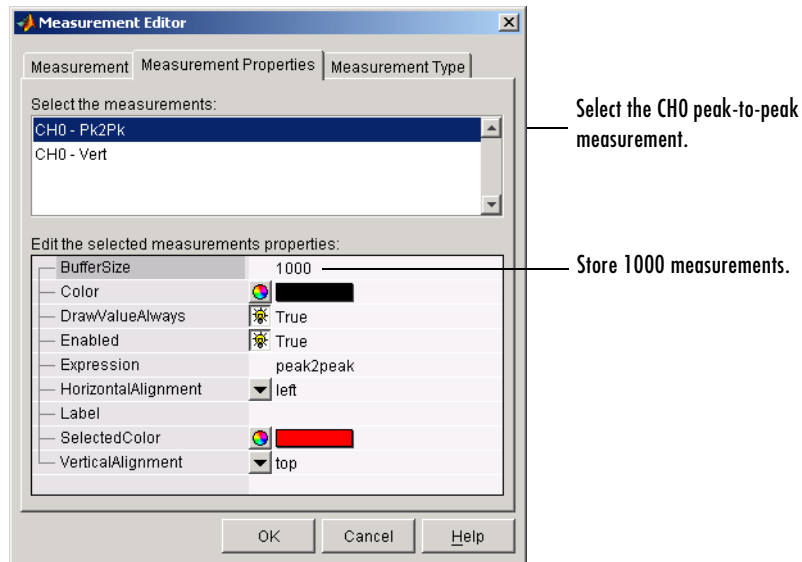 Measurement Editor
Measurement Measurement Properties Measurement Type
Select the measurements:
CH0 - Pk2Pk
CH0 - Vert
Select the CH0 peak-to-peak
measurement.
Edit the selected measurements properties:
BufferSize 1000
Store 1000 measurements.
Color
DrawValueAlways True
Enabled True
Expression peak2peak
HorizontalAlignment left
Label
SelectedColor
VerticalAlignment top
OK Cancel Help